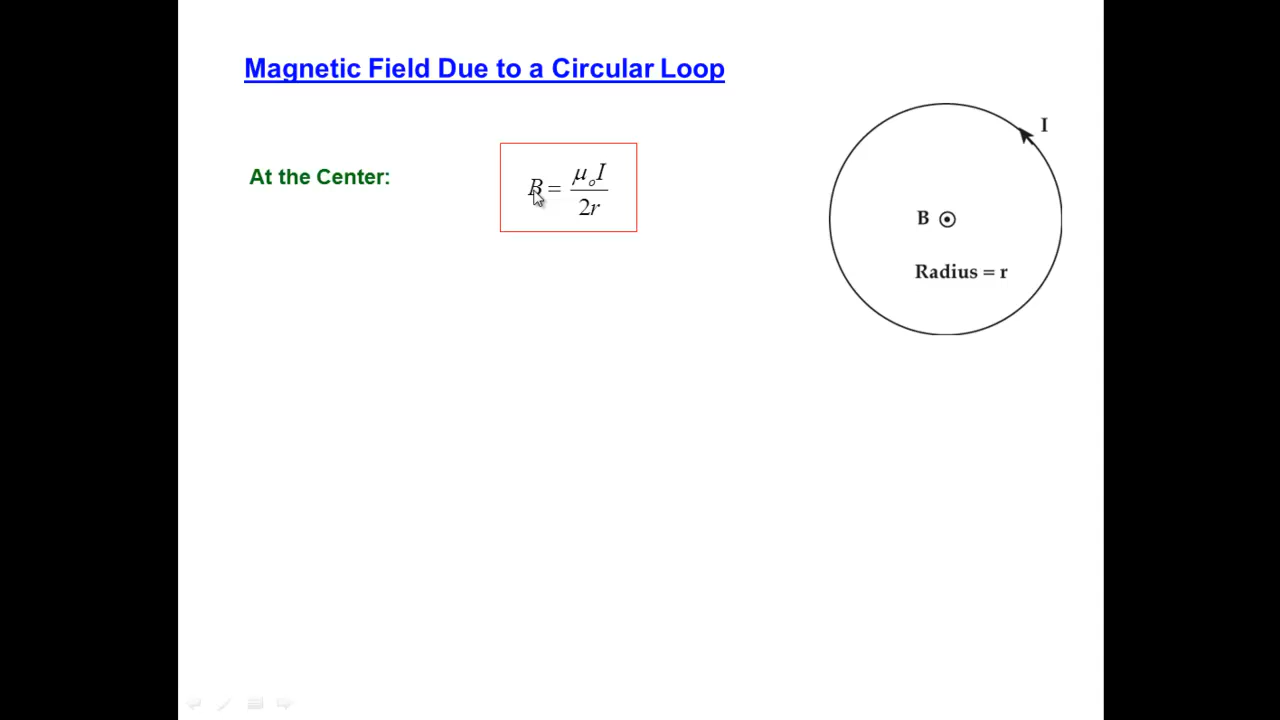 Magnetic Field Due to a Circular Loop
I
At the Center:
B = μₒI / 2r
B
Radius = r